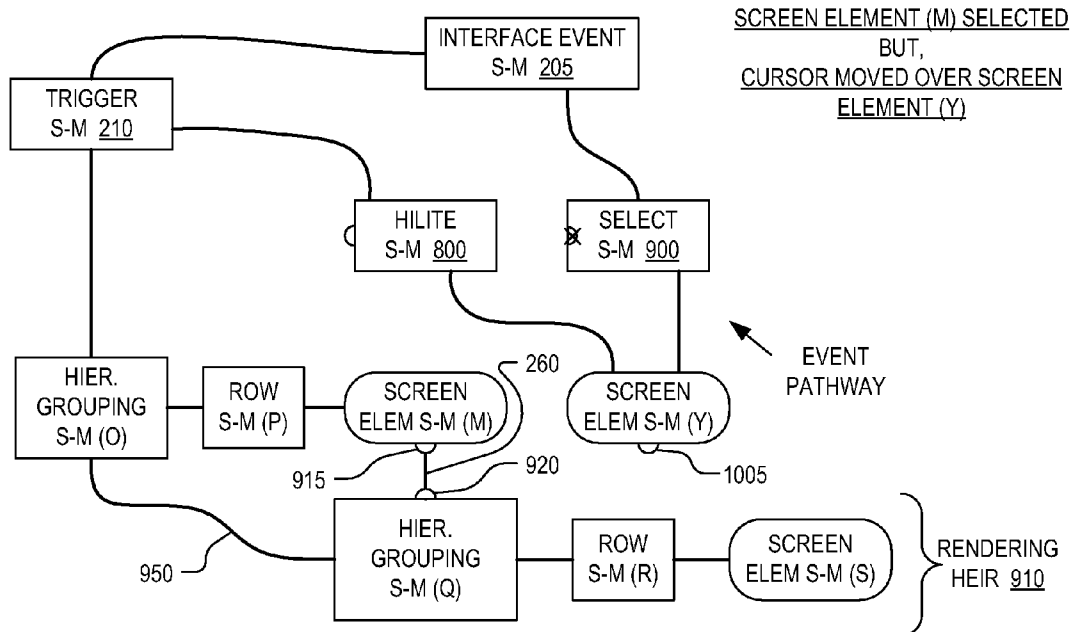 INTERFACE EVENT
S-M 205
SCREEN ELEMENT (M) SELECTED
BUT,
CURSOR MOVED OVER SCREEN
ELEMENT (Y)
TRIGGER
S-M 210
HILITE
S-M 800
SELECT
S-M 900
EVENT
PATHWAY
HIER.
GROUPING
S-M (O)
ROW
S-M (P)
SCREEN
ELEM S-M (M)
260
SCREEN
ELEM S-M (Y)
915
920
1005
950
HIER.
GROUPING
S-M (Q)
ROW
S-M (R)
SCREEN
ELEM S-M (S)
RENDERING
HEIR 910